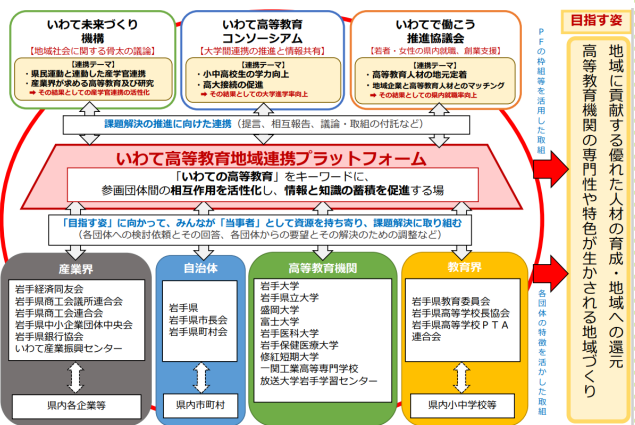 いわて未来づくり
機構
【地域社会に関する骨太の議論】
【連携テーマ】
・県民運動と連動した産学官連携
・産業界が求める高等教育及び研究
➡ その結果としての産学官連携の活性化
いわて高等教育
コンソーシアム
【大学間連携の推進と情報共有】
【連携テーマ】
・小中高校生の学力向上
・高大接続の促進
➡ その結果としての大学進学率向上
いわてで働こう
推進協議会
【若者・女性の県内就職、創業支援】
【連携テーマ】
・高等教育人材の地元定着
・地域企業と高等教育人材とのマッチング
➡ その結果としての県内就職率向上
課題解決の推進に向けた連携（提言、相互報告、議論・取組の付託など）
いわて高等教育地域連携プラットフォーム
「いわての高等教育」をキーワードに、
参画団体間の相互作用を活性化し、情報と知識の蓄積を促進する場
「目指す姿」に向かって、みんなが「当事者」として資源を持ち寄り、課題解決に取り組む
（各団体への検討依頼とその回答、各団体からの要望とその解決のための調整など）
産業界
岩手経済同友会
岩手県商工会議所連合会
岩手県商工会連合会
岩手県中小企業団体中央会
岩手県銀行協会
いわて産業振興センター
県内各企業等
自治体
岩手県
岩手県市長会
岩手県町村会
県内市町村
高等教育機関
岩手大学
岩手県立大学
盛岡大学
富士大学
岩手医科大学
岩手保健医療大学
修紅短期大学
一関工業高等専門学校
放送大学岩手学習センター
教育界
岩手県教育委員会
岩手県高等学校長協会
岩手県高等学校ＰＴＡ
連合会
県内小中学校等
ＰＦの枠組等を活用した取組
各団体の特徴を活かした取組
目指す姿
地域に貢献する優れた人材の育成・地域への還元
高等教育機関の専門性や特色が生かされる地域づくり